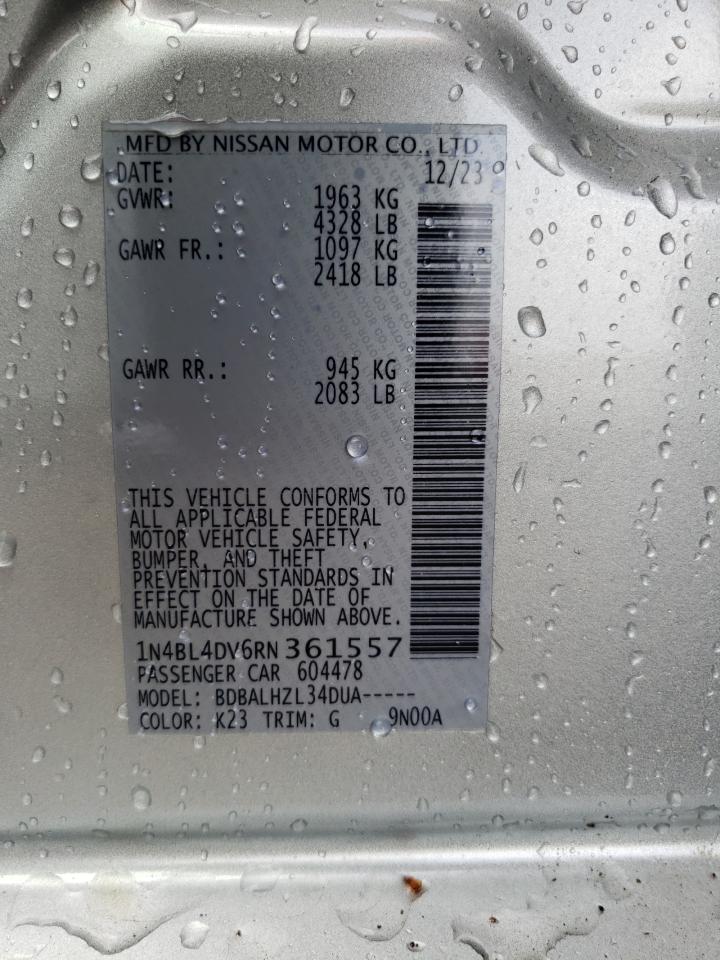 MFD BY NISSAN MOTOR CO., LTD.
DATE: 12/23
GVWR: 1963 KG
4328 LB
GAWR FR.: 1097 KG
2418 LB
GAWR RR.: 945 KG
2083 LB
THIS VEHICLE CONFORMS TO
ALL APPLICABLE FEDERAL
MOTOR VEHICLE SAFETY,
BUMPER, AND THEFT
PREVENTION STANDARDS IN
EFFECT ON THE DATE OF
MANUFACTURE SHOWN ABOVE.
1N4BL4DV6RN361557
PASSENGER CAR 604478
MODEL: BDBALHZL34DUA-----
COLOR: K23 TRIM: G 9N00A